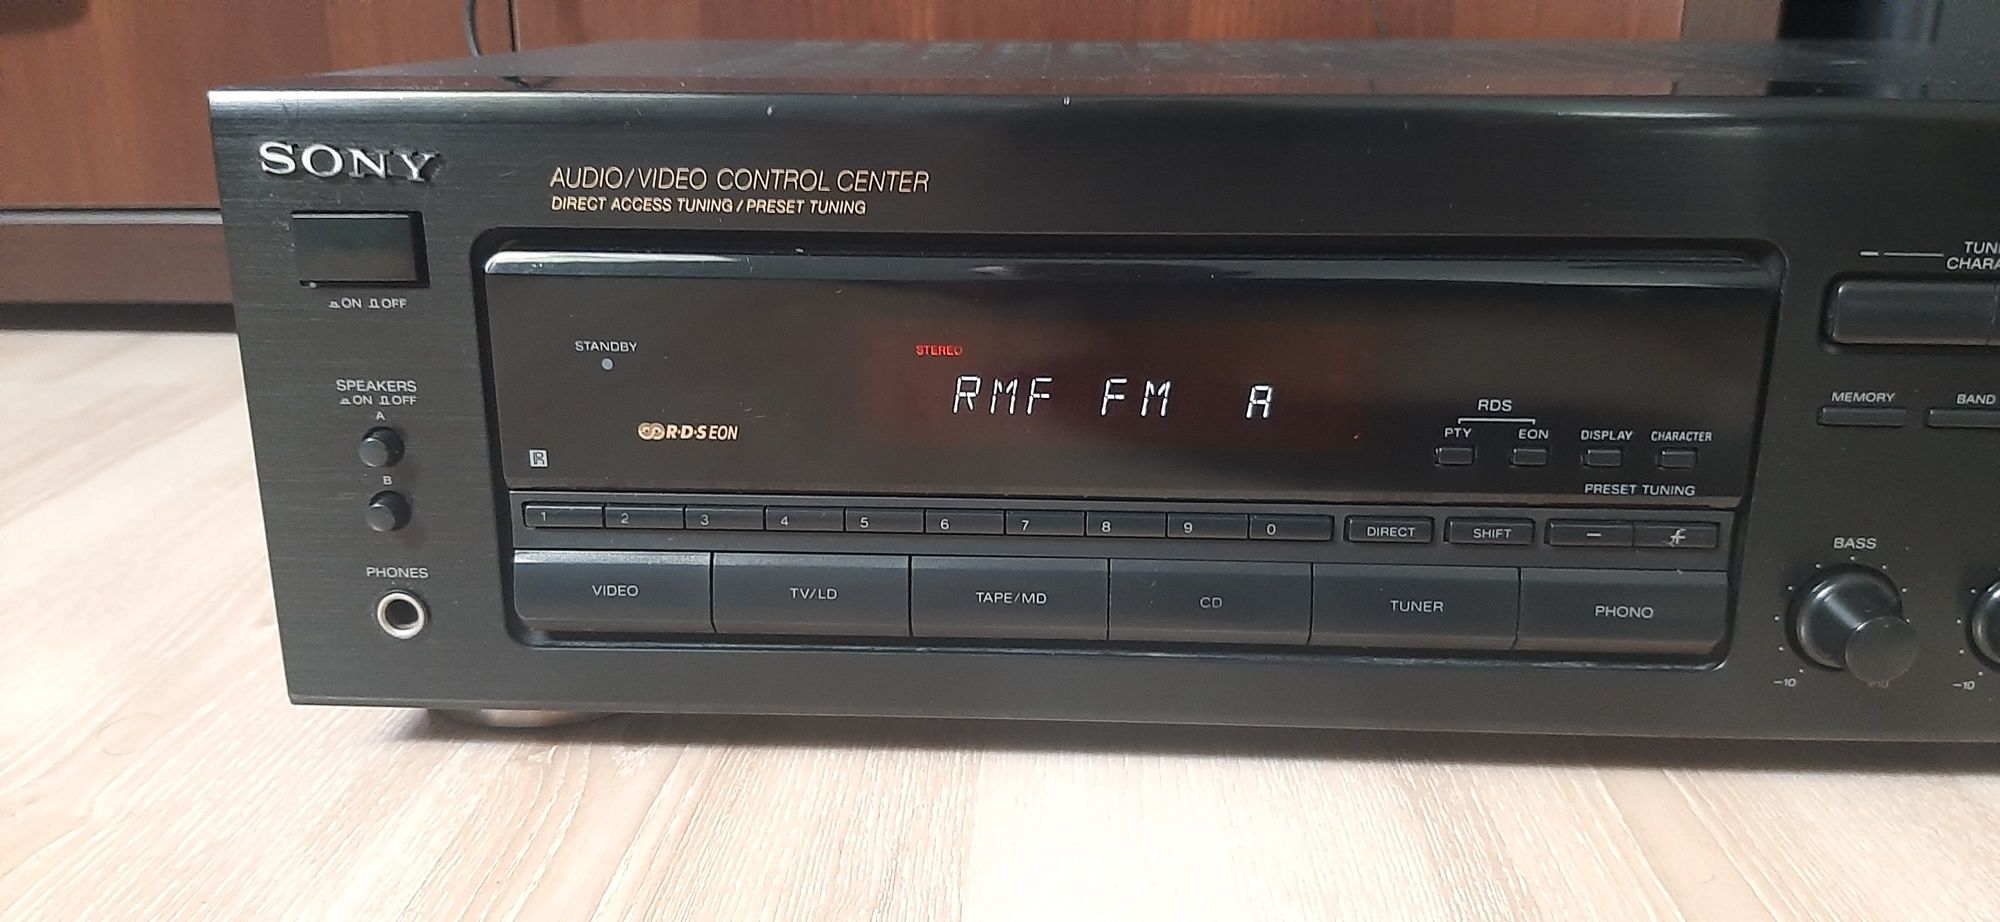 SONY
AUDIO/VIDEO CONTROL CENTER
DIRECT ACCESS TUNING / PRESET TUNING
ON OFF
STANDBY
STEREO
RMF FM A
R·D·S EON
R
RDS
PTY EON DISPLAY CHARACTER
PRESET TUNING
SPEAKERS
ON OFF
A
B
PHONES
1 2 3 4 5 6 7 8 9 0 DIRECT SHIFT − +
VIDEO TV/LD TAPE/MD CD TUNER PHONO
MEMORY BAND
BASS
−10
−10